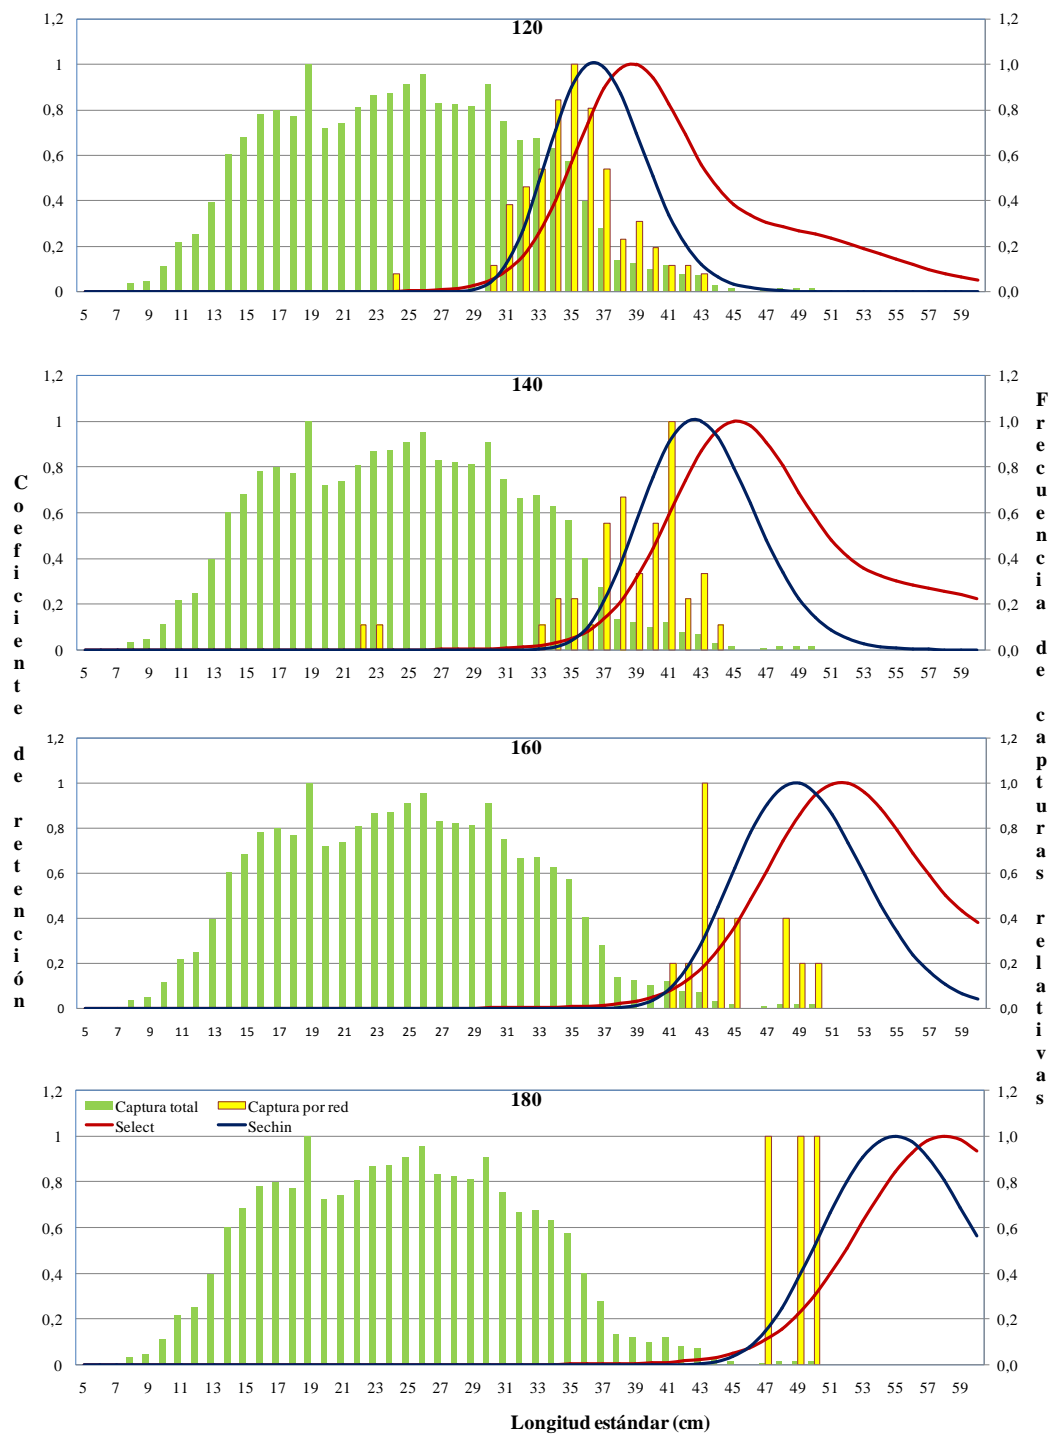 120
1,2 1 0,8 0,6 0,4 0,2 0
1,2 1,0 0,8 0,6 0,4 0,2 0,0
5 7 9 11 13 15 17 19 21 23 25 27 29 31 33 35 37 39 41 43 45 47 49 51 53 55 57 59
140
1,2 1 0,8 0,6 0,4 0,2 0
1,2 1,0 0,8 0,6 0,4 0,2 0,0
5 7 9 11 13 15 17 19 21 23 25 27 29 31 33 35 37 39 41 43 45 47 49 51 53 55 57 59
Coeficiente de retención
Frecuencia de capturas relativas
160
1,2 1 0,8 0,6 0,4 0,2 0
1,2 1,0 0,8 0,6 0,4 0,2 0,0
5 7 9 11 13 15 17 19 21 23 25 27 29 31 33 35 37 39 41 43 45 47 49 51 53 55 57 59
180
Captura total Captura por red
Select Sechin
1,2 1 0,8 0,6 0,4 0,2 0
1,2 1,0 0,8 0,6 0,4 0,2 0,0
5 7 9 11 13 15 17 19 21 23 25 27 29 31 33 35 37 39 41 43 45 47 49 51 53 55 57 59
Longitud estándar (cm)